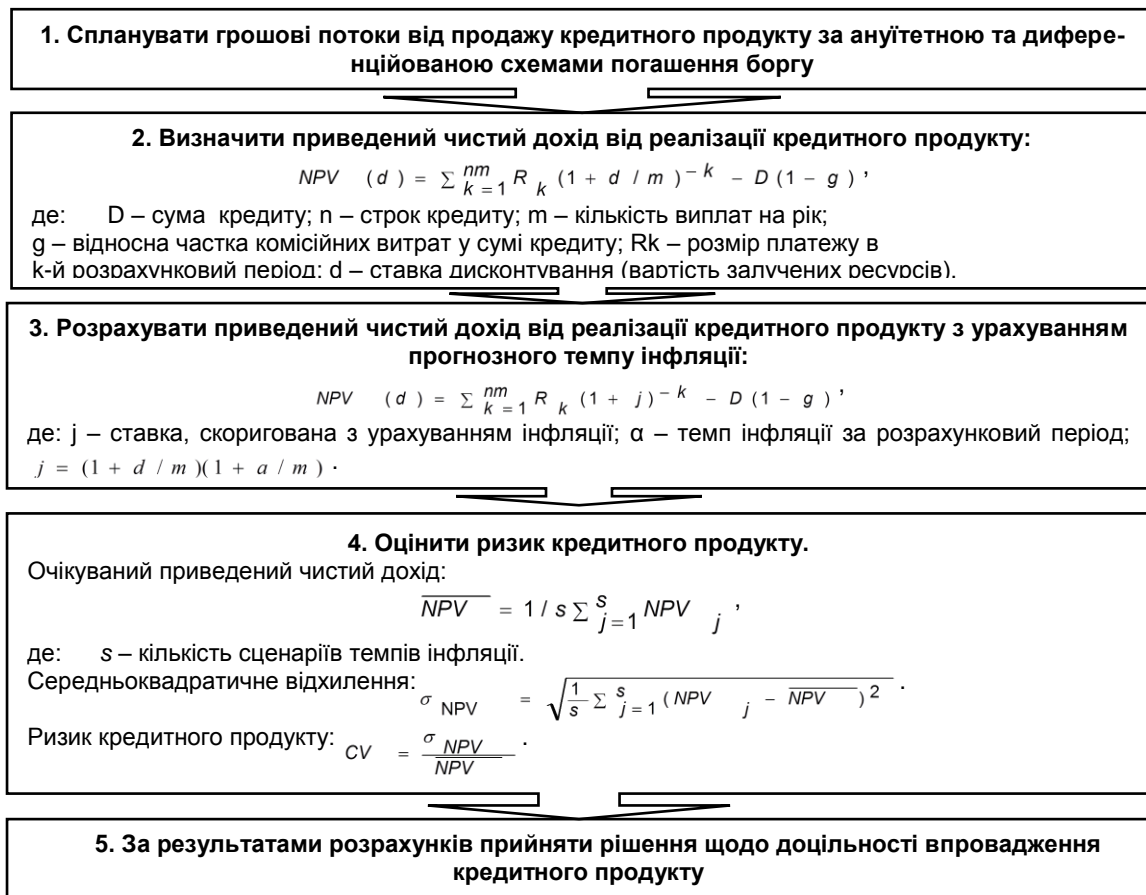 1. Спланувати грошові потоки від продажу кредитного продукту за ануїтетною та дифере-
нційованою схемами погашення боргу
2. Визначити приведений чистий дохід від реалізації кредитного продукту:
NPV (d) = ∑ nm k=1 R k (1 + d / m) − k − D (1 − g) ,
де: D – сума кредиту; n – строк кредиту; m – кількість виплат на рік;
g – відносна частка комісійних витрат у сумі кредиту; Rk – розмір платежу в
k-й розрахунковий період: d – ставка дисконтування (вартість залучених ресурсів).
3. Розрахувати приведений чистий дохід від реалізації кредитного продукту з урахуванням
прогнозного темпу інфляції:
NPV (d) = ∑ nm k=1 R k (1 + j) − k − D (1 − g) ,
де: j – ставка, скоригована з урахуванням інфляції; α – темп інфляції за розрахунковий період;
j = (1 + d / m)(1 + a / m) .
4. Оцінити ризик кредитного продукту.
Очікуваний приведений чистий дохід:
N̅P̅V̅ = 1 / s ∑ s j=1 NPV j ,
де: s – кількість сценаріїв темпів інфляції.
Середньоквадратичне відхилення: σ NPV = √ 1/s ∑ s j=1 (NPV j − N̅P̅V̅) 2 .
Ризик кредитного продукту: CV = σ NPV / N̅P̅V̅ .
5. За результатами розрахунків прийняти рішення щодо доцільності впровадження
кредитного продукту